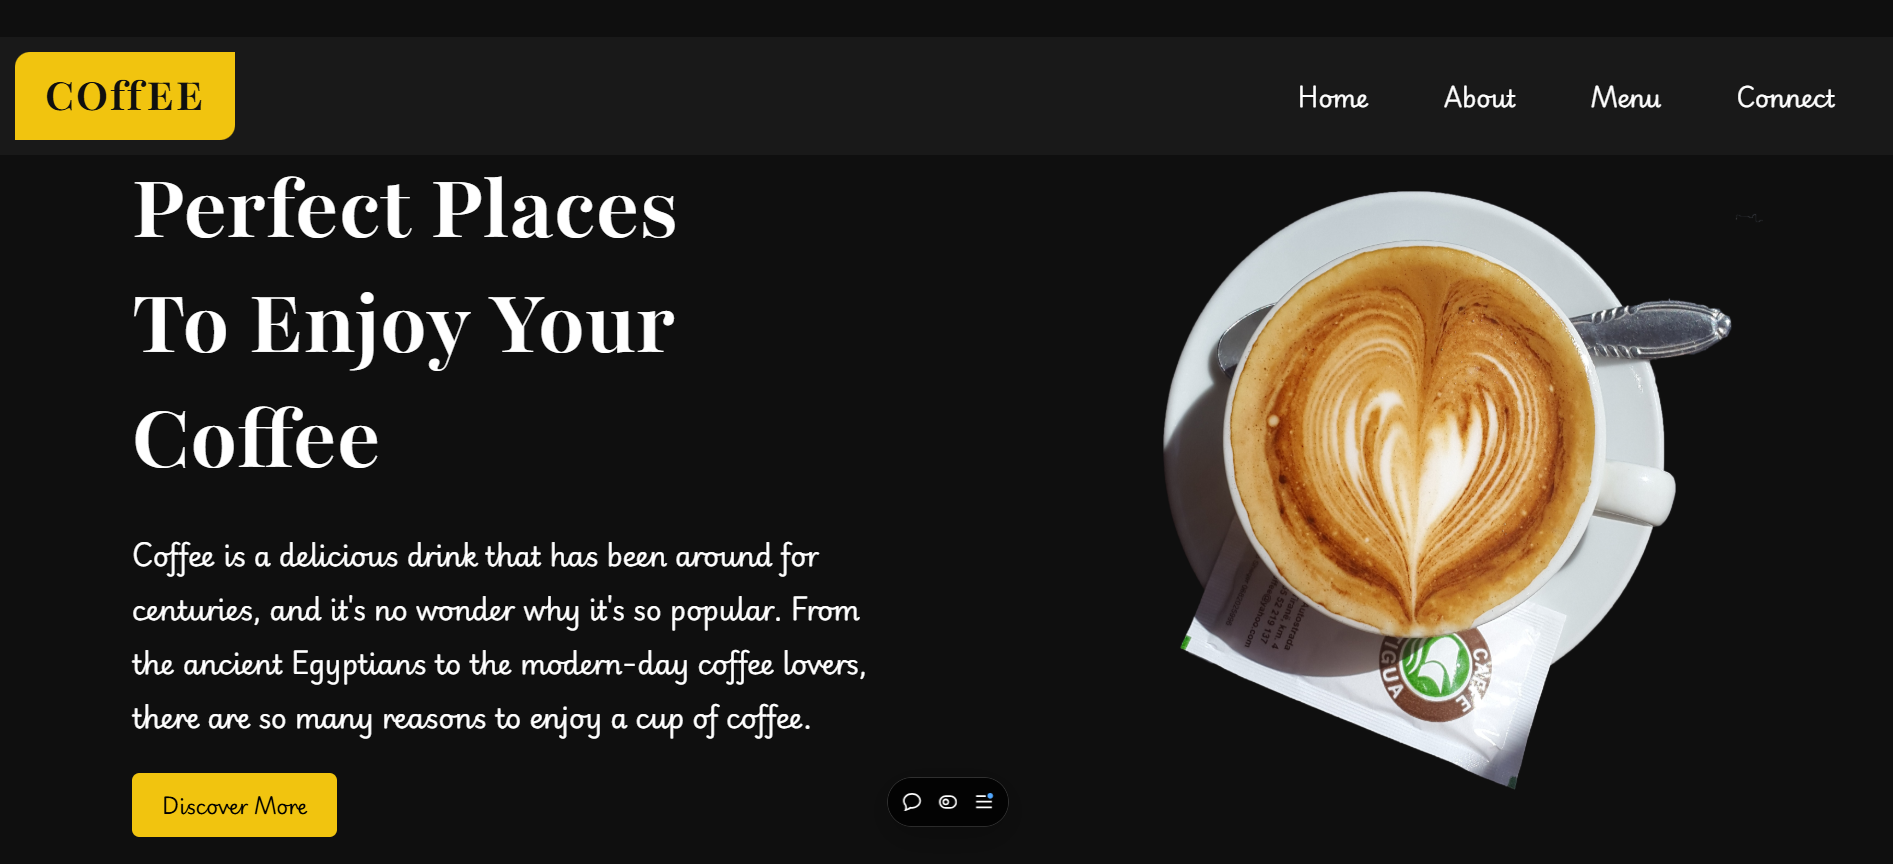 COffEE
Home
About
Menu
Connect
Perfect Places
To Enjoy Your
Coffee
Coffee is a delicious drink that has been around for
centuries, and it's no wonder why it's so popular. From
the ancient Egyptians to the modern-day coffee lovers,
there are so many reasons to enjoy a cup of coffee.
Discover More